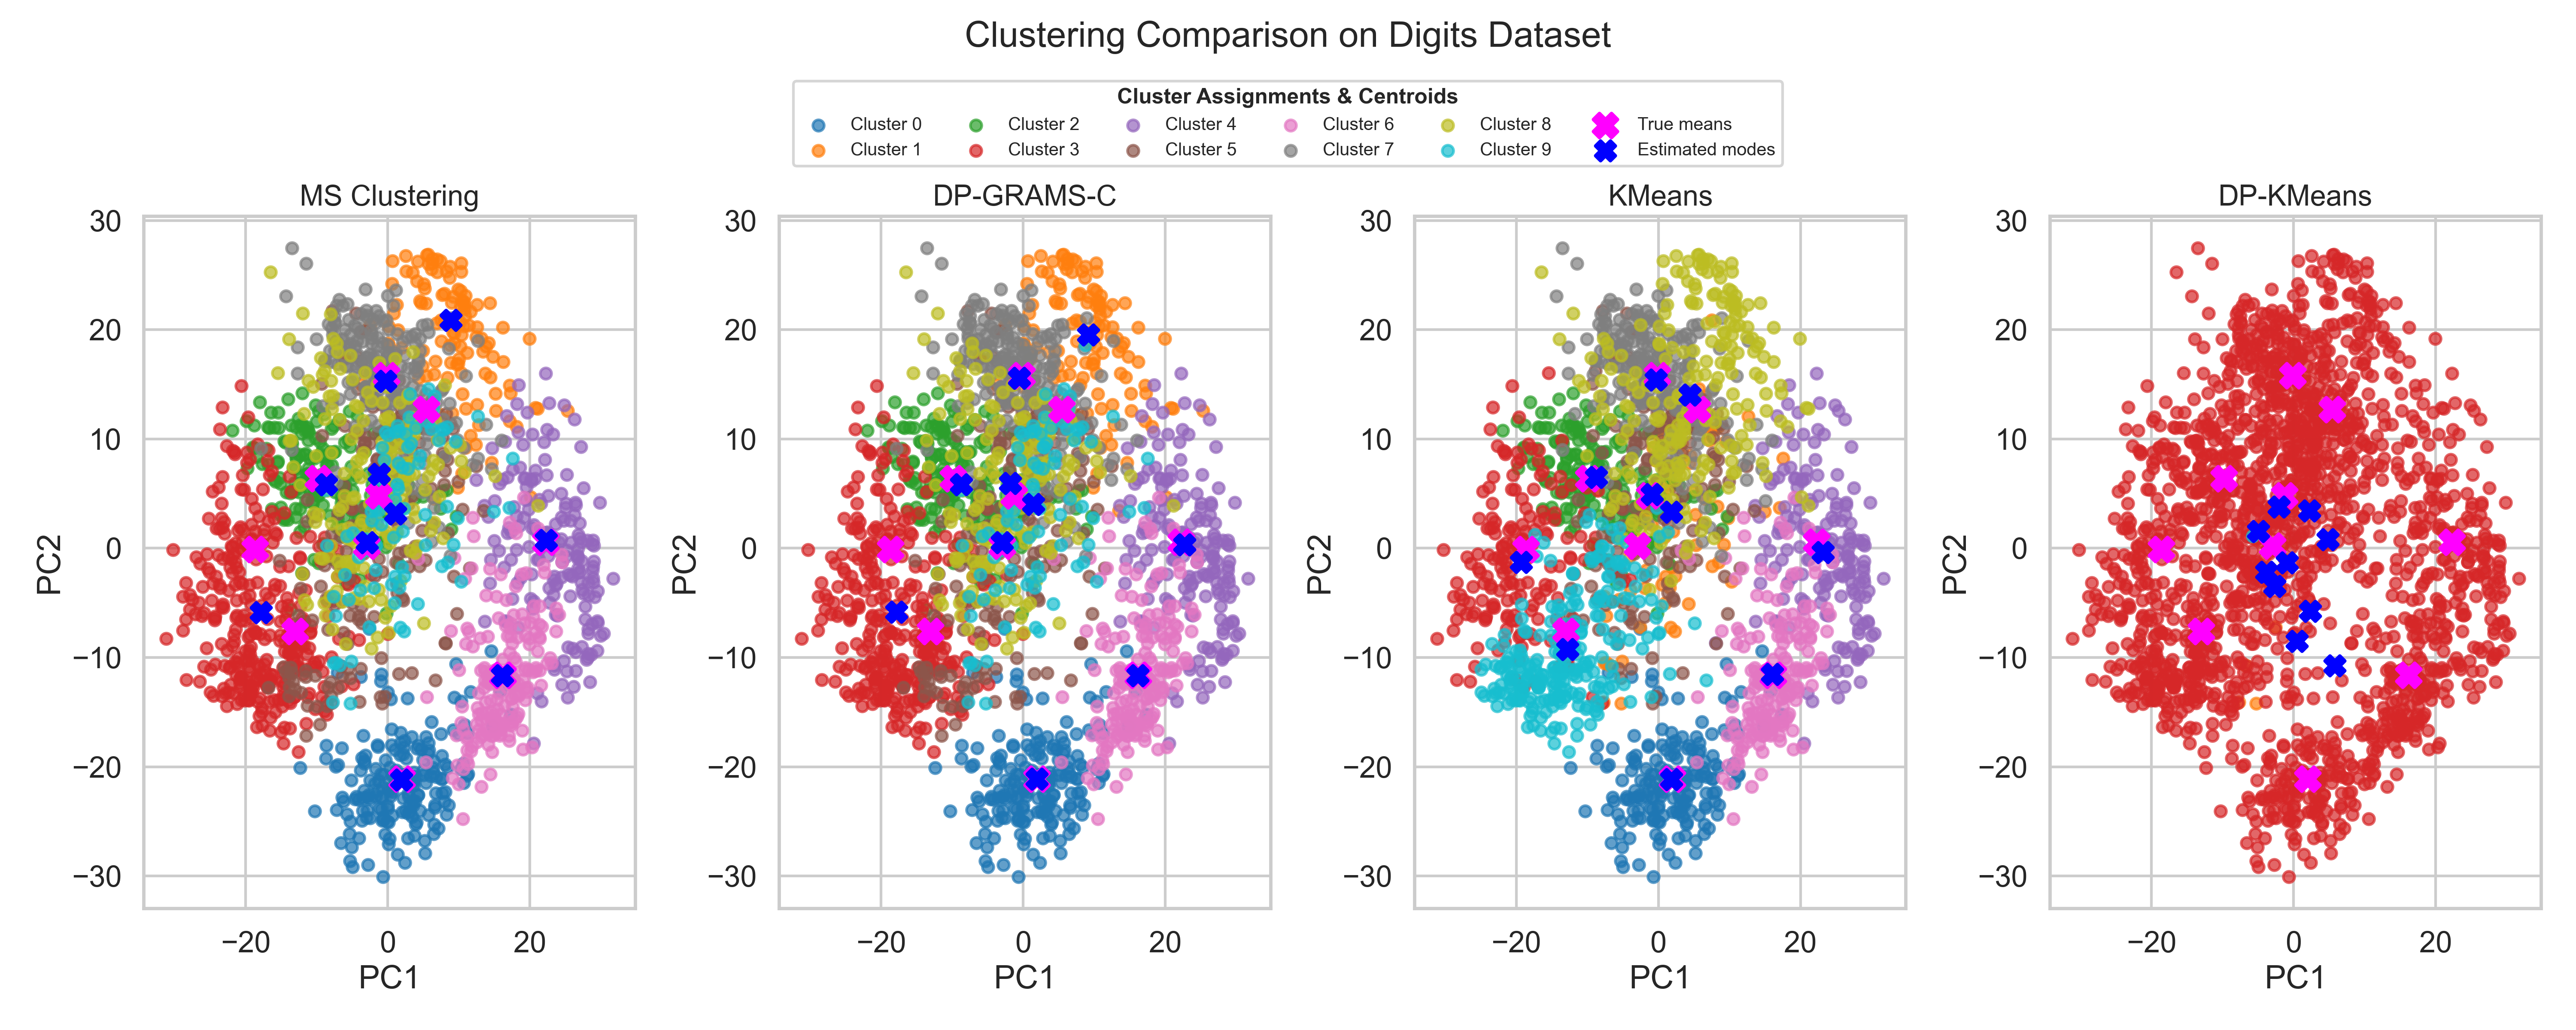 Clustering Comparison on Digits Dataset
Cluster Assignments & Centroids
Cluster 0 Cluster 2 Cluster 4 Cluster 6 Cluster 8 True means
Cluster 1 Cluster 3 Cluster 5 Cluster 7 Cluster 9 Estimated modes
MS Clustering DP-GRAMS-C KMeans DP-KMeans
30 30 30 30
20 20 20 20
10 10 10 10
0 0 0 0
−10 −10 −10 −10
−20 −20 −20 −20
−30 −30 −30 −30
PC2 PC2 PC2 PC2
−20 0 20 −20 0 20 −20 0 20 −20 0 20
PC1 PC1 PC1 PC1